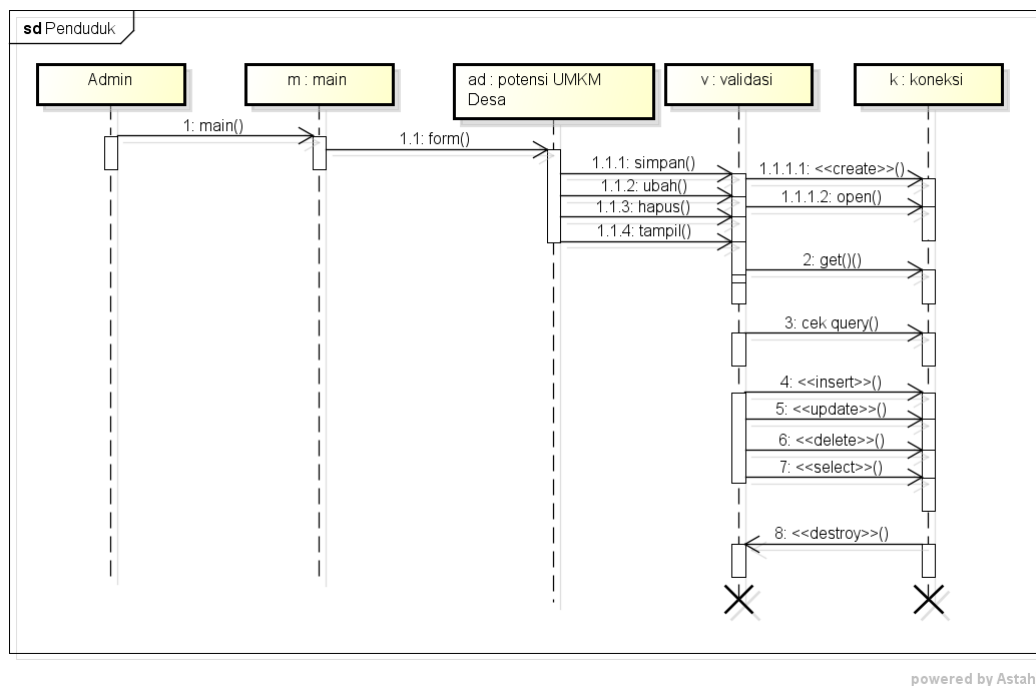 sd Penduduk
Admin
m : main
ad : potensi UMKM
Desa
v : validasi
k : koneksi
1: main()
1.1: form()
1.1.1: simpan()
1.1.1.1: <<create>>()
1.1.2: ubah()
1.1.1.2: open()
1.1.3: hapus()
1.1.4: tampil()
2: get()()
3: cek query()
4: <<insert>>()
5: <<update>>()
6: <<delete>>()
7: <<select>>()
8: <<destroy>>()
powered by Astah